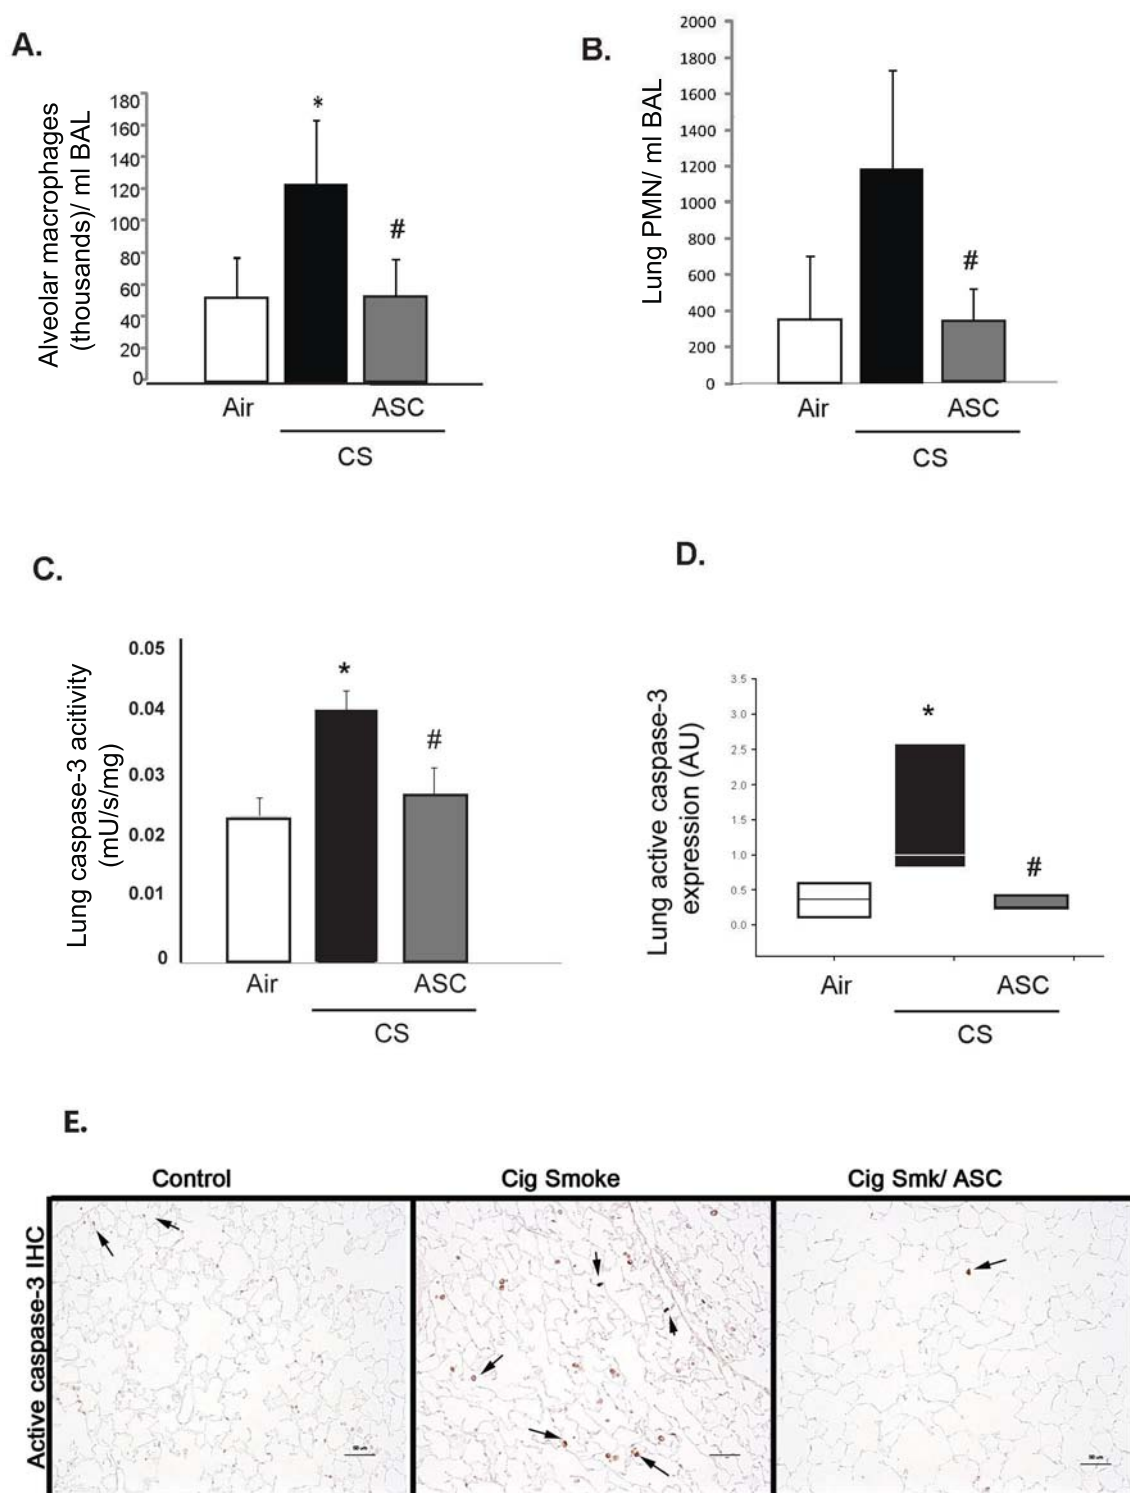 A.
Alveolar macrophages
(thousands)/ ml BAL
180
160
140
120
100
80
60
40
20
0
*
#
Air
ASC
CS
B.
Lung PMN/ ml BAL
2000
1800
1600
1400
1200
1000
800
600
400
200
0
#
Air
ASC
CS
C.
Lung caspase-3 acitivity
(mU/s/mg)
0.05
0.04
0.03
0.02
0.01
0
*
#
Air
ASC
CS
D.
Lung active caspase-3
expression (AU)
3.5
3.0
2.5
2.0
1.5
1.0
0.5
0.0
*
#
Air
ASC
CS
E.
Control
Cig Smoke
Cig Smk/ ASC
Active caspase-3 IHC